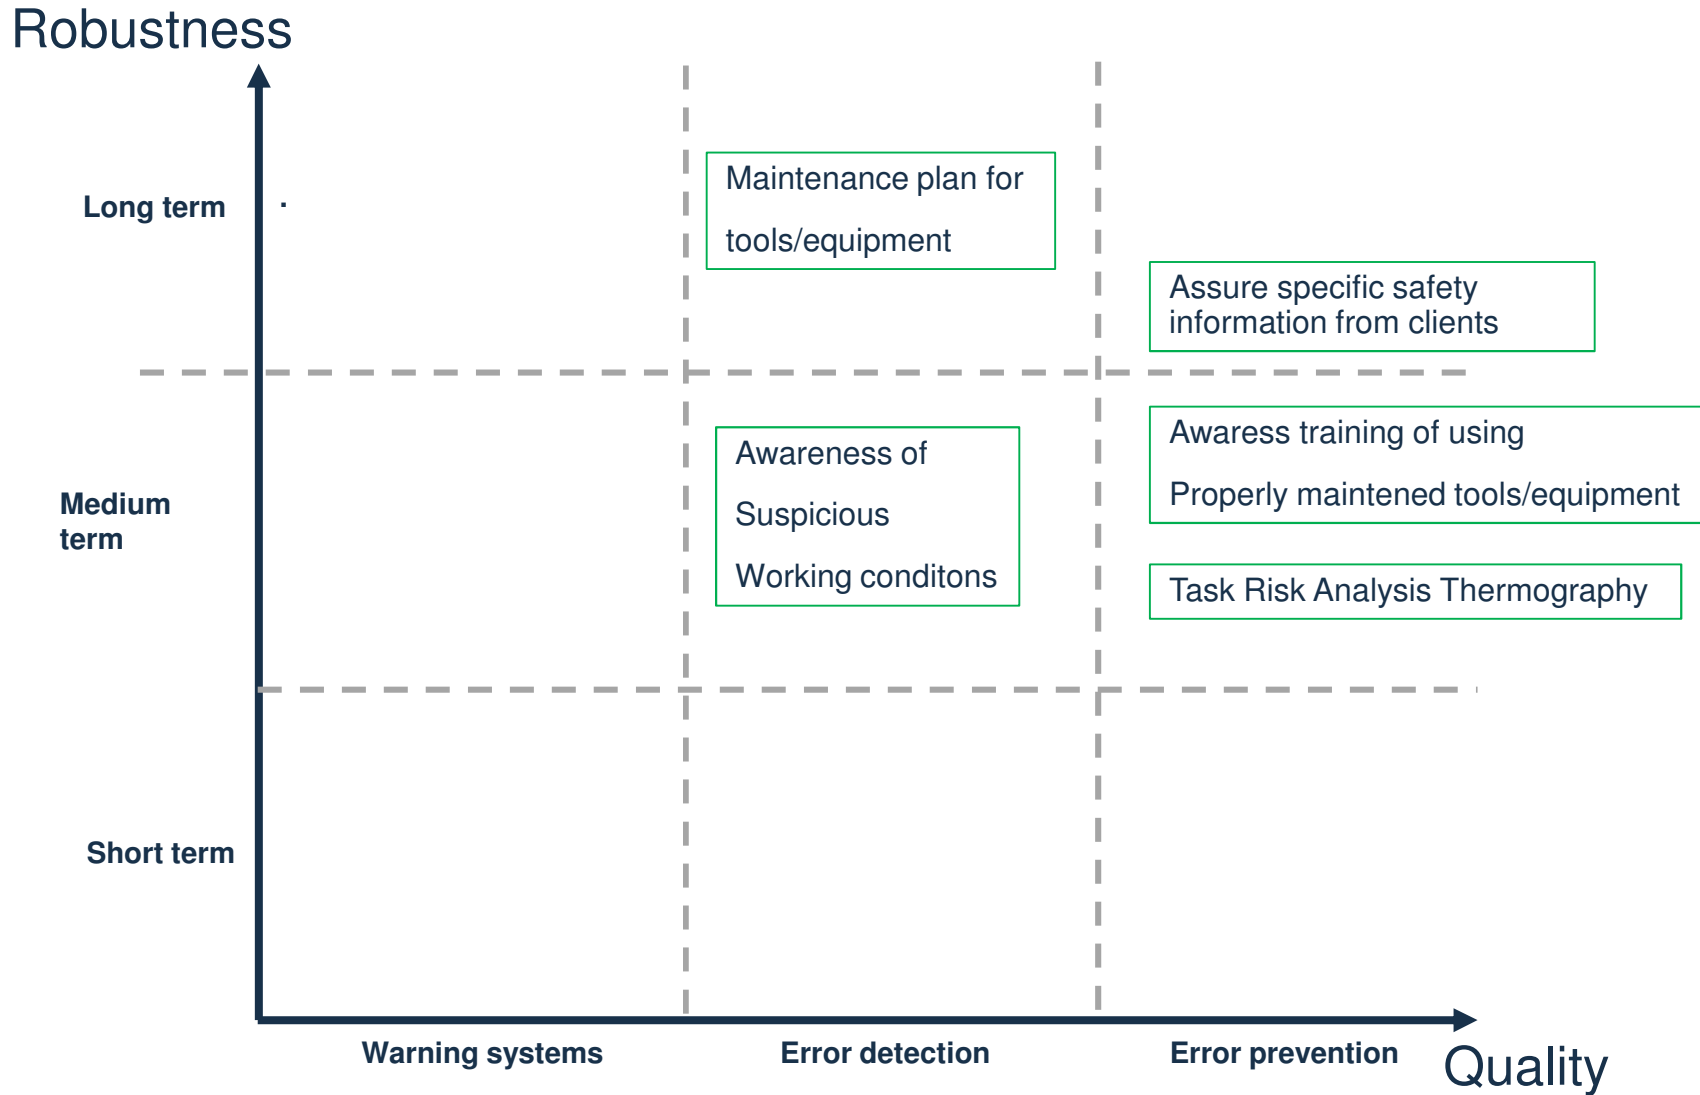 Robustness
Long term
.
Maintenance plan for
tools/equipment
Assure specific safety
information from clients
Medium
term
Awareness of
Suspicious
Working conditons
Awaress training of using
Properly maintened tools/equipment
Task Risk Analysis Thermography
Short term
Warning systems
Error detection
Error prevention
Quality